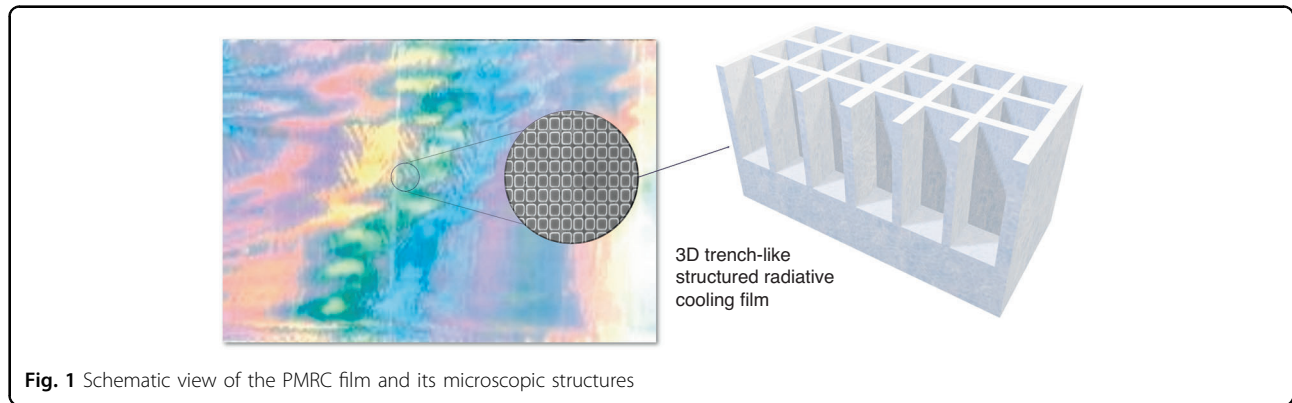 3D trench-like
structured radiative
cooling film
Fig. 1 Schematic view of the PMRC film and its microscopic structures